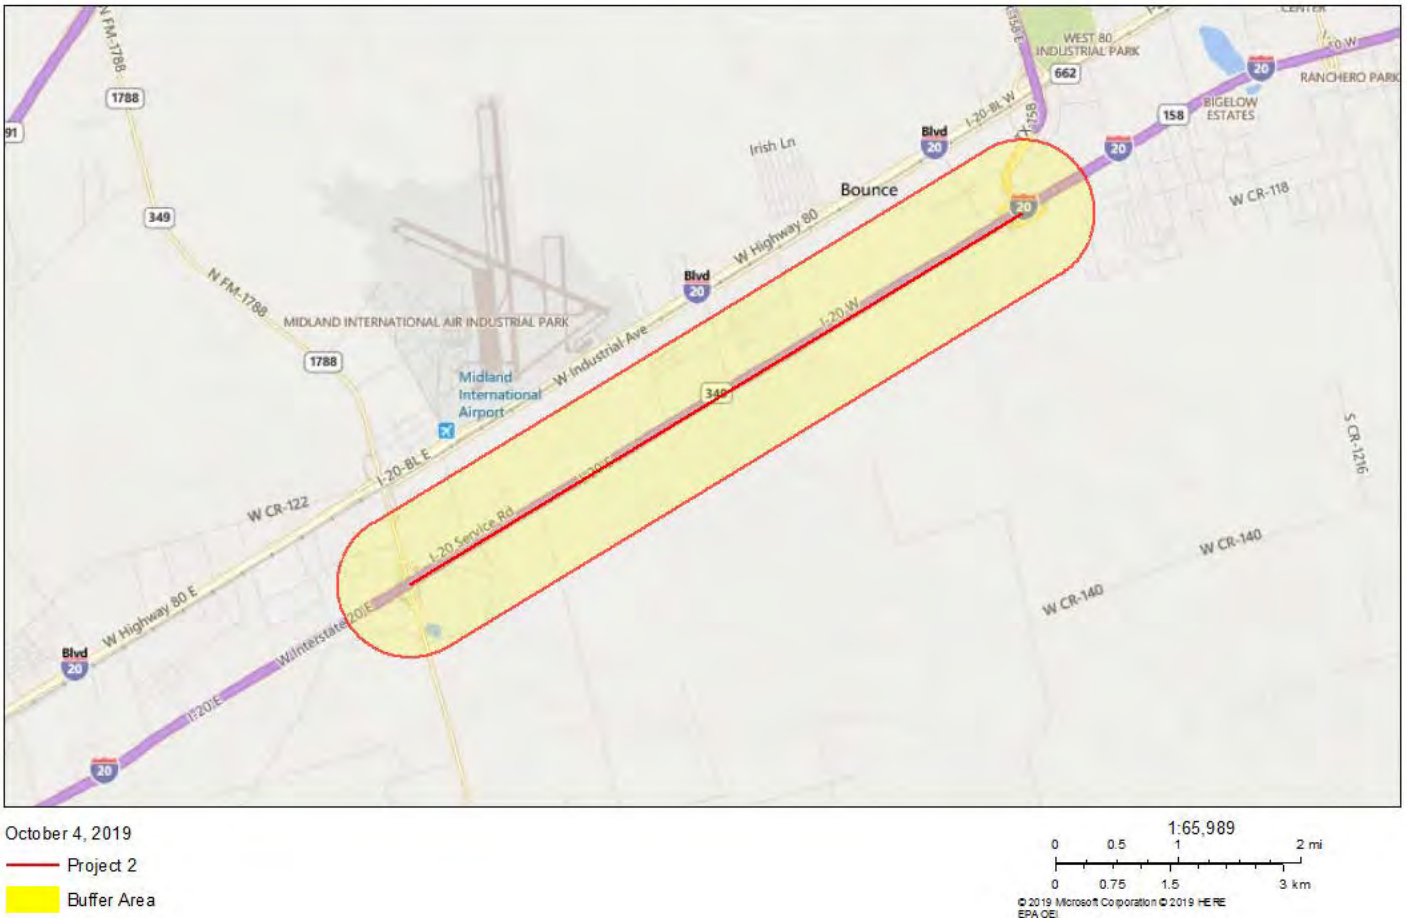 N FM-1788
1788
91
349
N FM-1788
MIDLAND INTERNATIONAL AIR INDUSTRIAL PARK
1788
Midland
International
Airport
W CR-122
I-20-BL E
W Highway 80 E
Blvd
20
I-20 E
20
W Interstate 20 E
I-20 Service Rd
349
I-20 W
W Industrial Ave
Blvd
20
W Highway 80
Bounce
Irish Ln
Blvd
20
I-20-BL W
20
WEST 80
INDUSTRIAL PARK
662
CENTER
20
RANCHERO PARK
BIGELOW
ESTATES
158
20
W CR-118
S CR-1216
W CR-140
W CR-140
October 4, 2019
Project 2
Buffer Area
1:65,989
0 0.5 1 2 mi
0 0.75 1.5 3 km
© 2019 Microsoft Corporation © 2019 HERE
EPA OEI